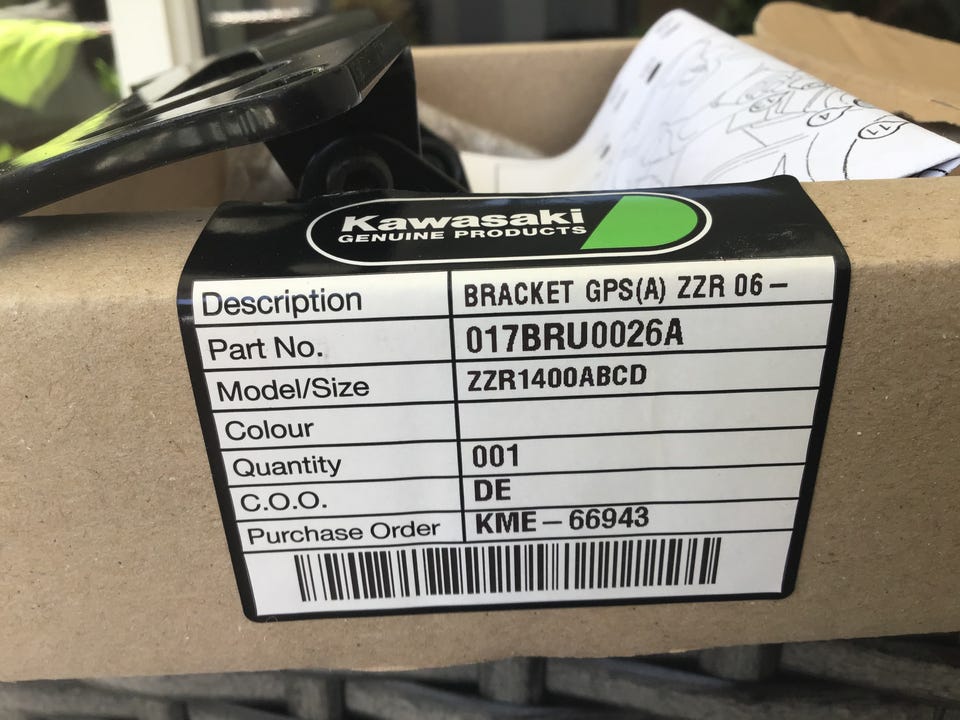 Kawasaki
GENUINE PRODUCTS
Description BRACKET GPS(A) ZZR 06-
Part No. 017BRU0026A
Model/Size ZZR1400ABCD
Colour
Quantity 001
C.O.O. DE
Purchase Order KME-66943
11